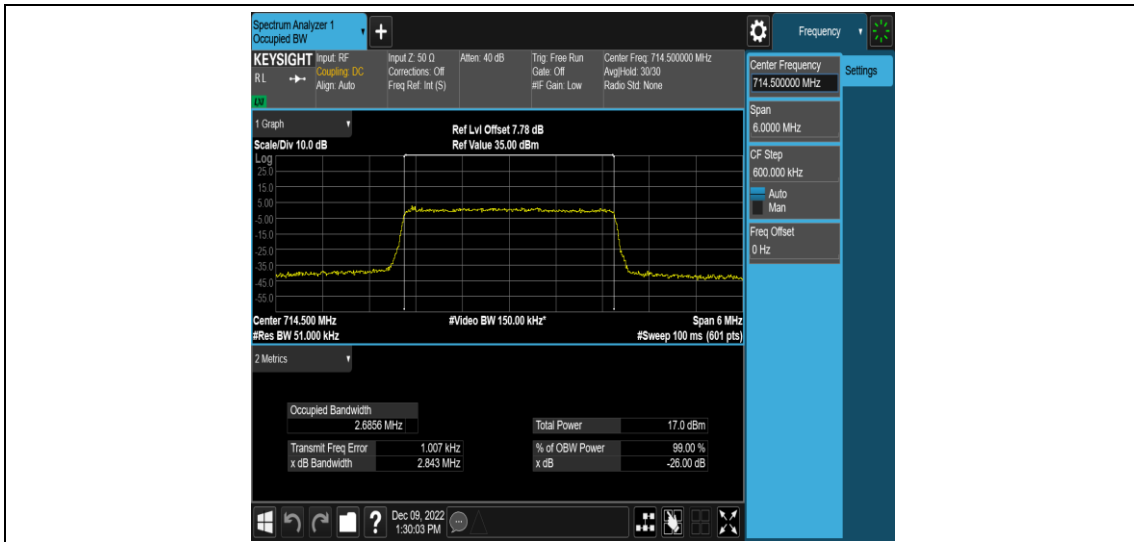 Spectrum Analyzer 1
Occupied BW
+
Frequency
KEYSIGHT
RL
LXI
Input: RF
Coupling: DC
Align: Auto
Input Z: 50 Ω
Corrections: Off
Freq Ref: Int (S)
Atten: 40 dB
Trig: Free Run
Gate: Off
#IF Gain: Low
Center Freq: 714.500000 MHz
Avg|Hold: 30/30
Radio Std: None
Center Frequency
714.500000 MHz
Settings
Span
6.0000 MHz
CF Step
600.000 kHz
Auto
Man
Freq Offset
0 Hz
1 Graph
Scale/Div 10.0 dB
Ref Lvl Offset 7.78 dB
Ref Value 35.00 dBm
Log
25.0
15.0
5.00
-5.00
-15.0
-25.0
-35.0
-45.0
-55.0
Center 714.500 MHz
#Video BW 150.00 kHz*
Span 6 MHz
#Res BW 51.000 kHz
#Sweep 100 ms (601 pts)
2 Metrics
Occupied Bandwidth
2.6856 MHz
Total Power 17.0 dBm
Transmit Freq Error 1.007 kHz
% of OBW Power 99.00 %
x dB Bandwidth 2.843 MHz
x dB -26.00 dB
?
Dec 09, 2022
1:30:03 PM